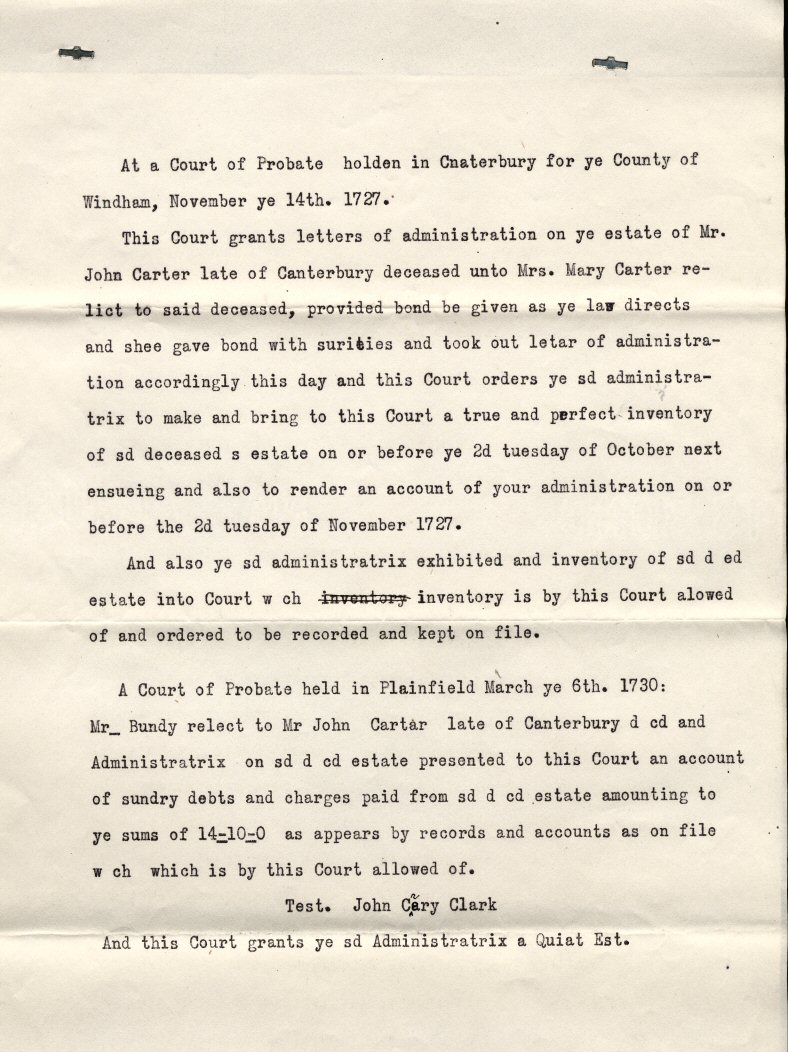 At a Court of Probate holden in Cnaterbury for ye County of
Windham, November ye 14th. 1727.
This Court grants letters of administration on ye estate of Mr.
John Carter late of Canterbury deceased unto Mrs. Mary Carter re-
lict to said deceased, provided bond be given as ye law directs
and shee gave bond with surities and took out letar of administra-
tion accordingly this day and this Court orders ye sd administra-
trix to make and bring to this Court a true and perfect inventory
of sd deceased s estate on or before ye 2d tuesday of October next
ensueing and also to render an account of your administration on or
before the 2d tuesday of November 1727.
And also ye sd administratrix exhibited and inventory of sd d ed
estate into Court w ch inventory inventory is by this Court alowed
of and ordered to be recorded and kept on file.
A Court of Probate held in Plainfield March ye 6th. 1730:
Mr_ Bundy relect to Mr John Cartar late of Canterbury d cd and
Administratrix on sd d cd estate presented to this Court an account
of sundry debts and charges paid from sd d cd estate amounting to
ye sums of 14-10-0 as appears by records and accounts as on file
w ch which is by this Court allowed of.
Test. John Cary Clark
And this Court grants ye sd Administratrix a Quiat Est.